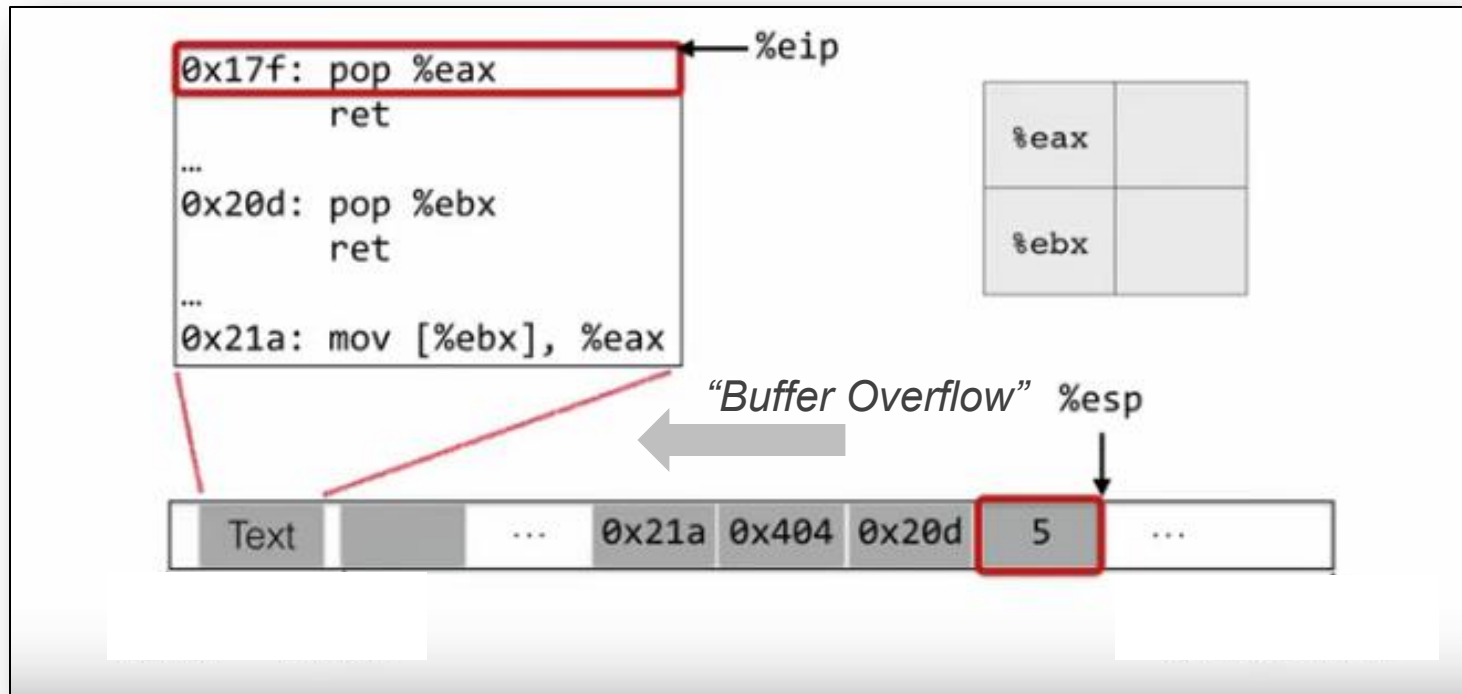 %eip
0x17f: pop %eax
ret
...
0x20d: pop %ebx
ret
...
0x21a: mov [%ebx], %eax
%eax
%ebx
“Buffer Overflow”
%esp
Text ... 0x21a 0x404 0x20d 5 ...